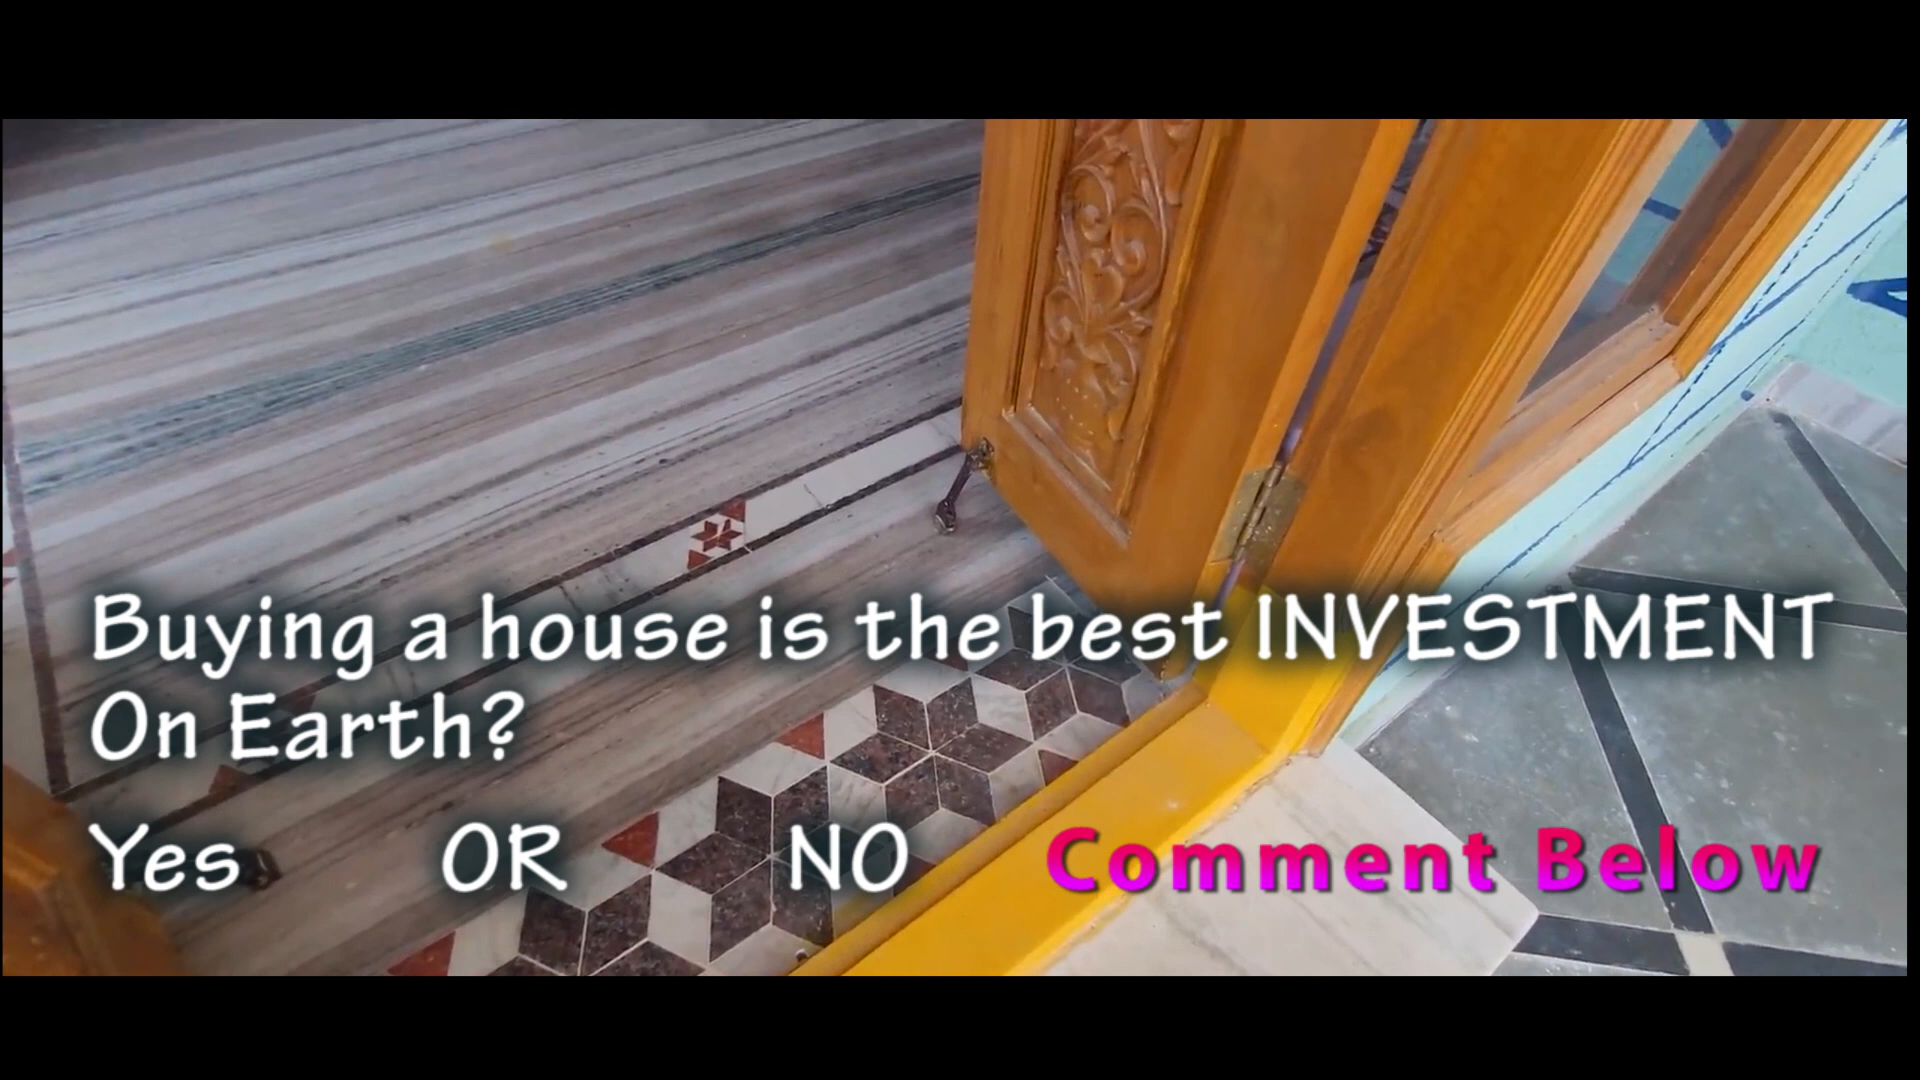 Buying a house is the best INVESTMENT
On Earth?
Yes OR NO Comment Below